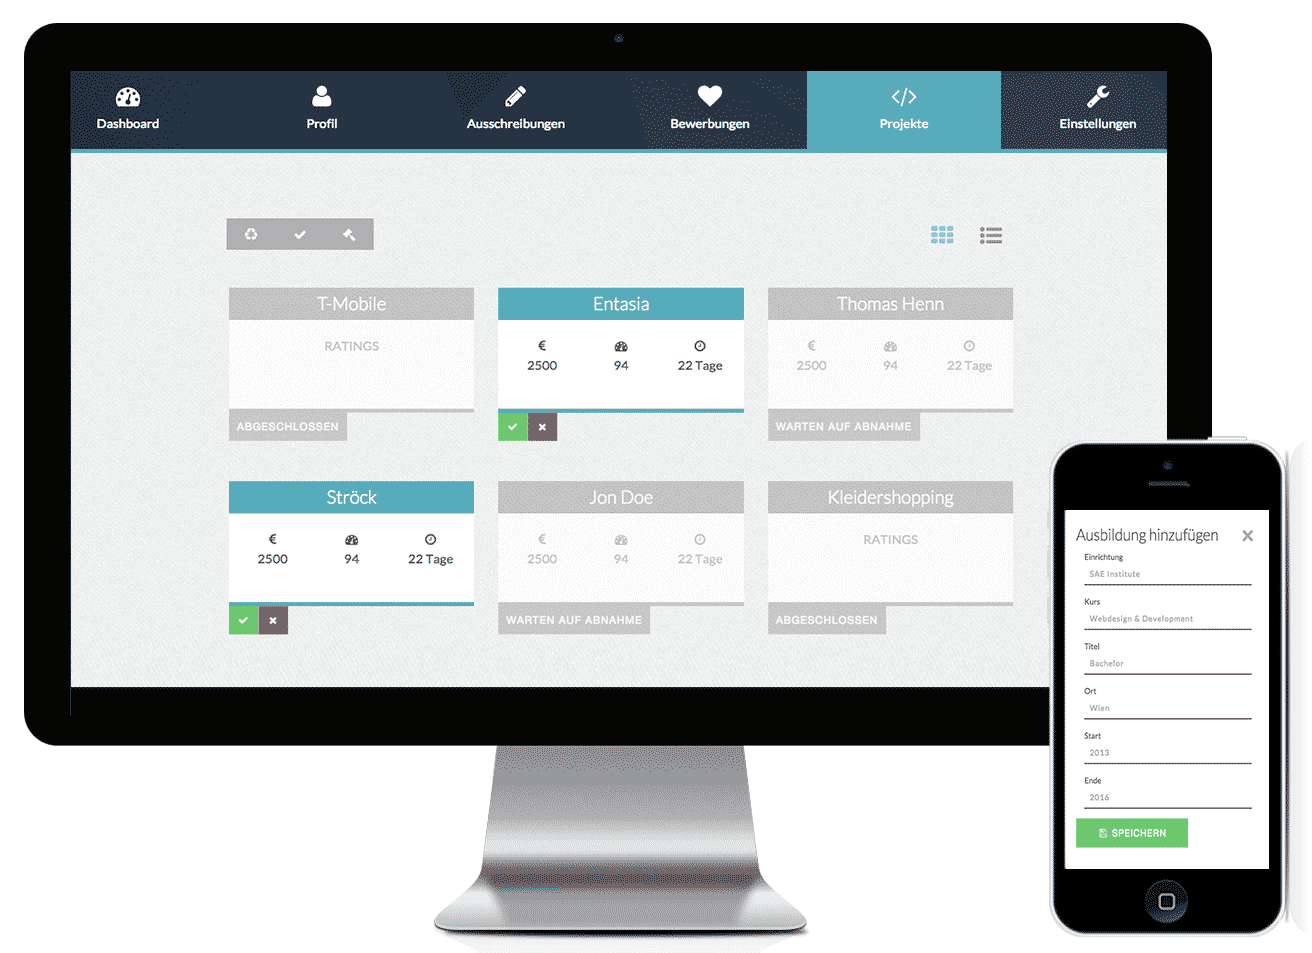 Dashboard
Profil
Ausschreibungen
Bewerbungen
Projekte
Einstellungen
T-Mobile
RATINGS
ABGESCHLOSSEN
Entasia
€
2500 94 22 Tage
Thomas Henn
€
2500 94 22 Tage
WARTEN AUF ABNAHME
Ströck
€
2500 94 22 Tage
Jon Doe
€
2500 94 22 Tage
WARTEN AUF ABNAHME
Kleidershopping
RATINGS
ABGESCHLOSSEN
Ausbildung hinzufügen
Einrichtung
SAE Institute
Kurs
Webdesign & Development
Titel
Bachelor
Ort
Wien
Start
2013
Ende
2016
SPEICHERN